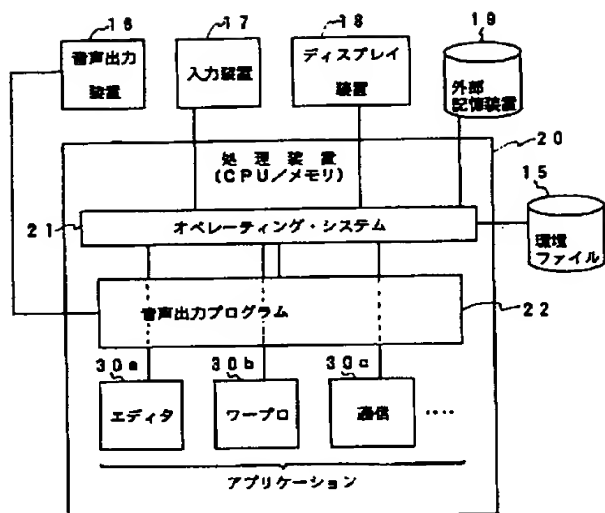 16
17
18
19
音声出力
装置
入力装置
ディスプレイ
装置
外部
記憶装置
処理装置
(CPU/メモリ)
20
15
21
オペレーティング・システム
環境
ファイル
音声出力プログラム
22
30a
30b
30c
エディタ
ワープロ
通信
‥‥
アプリケーション